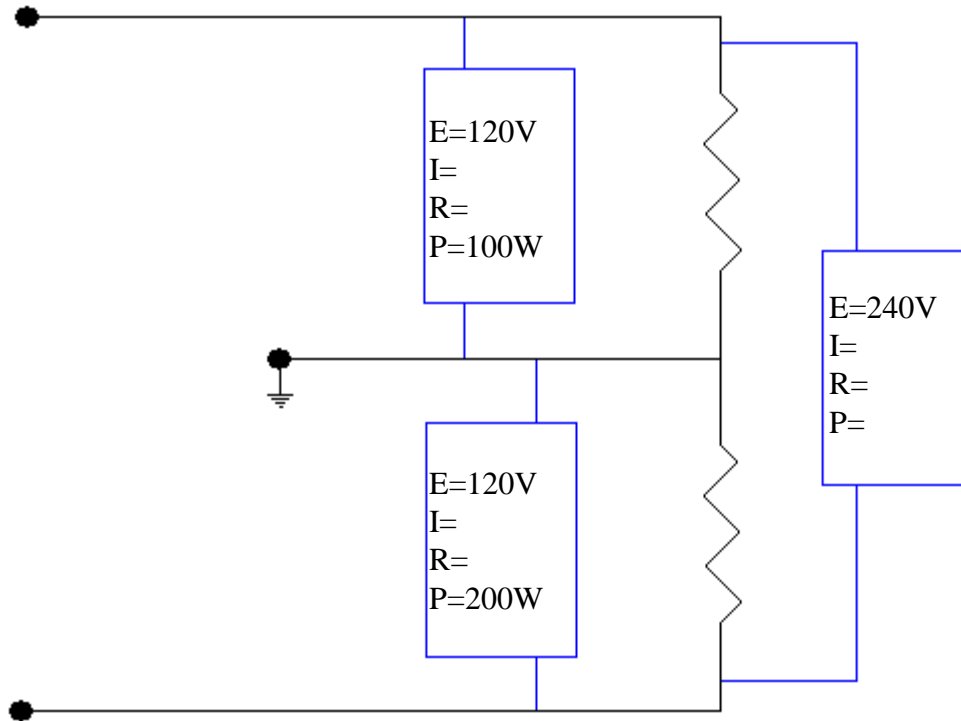 E=120V
I=
R=
P=100W
E=240V
I=
R=
P=
E=120V
I=
R=
P=200W